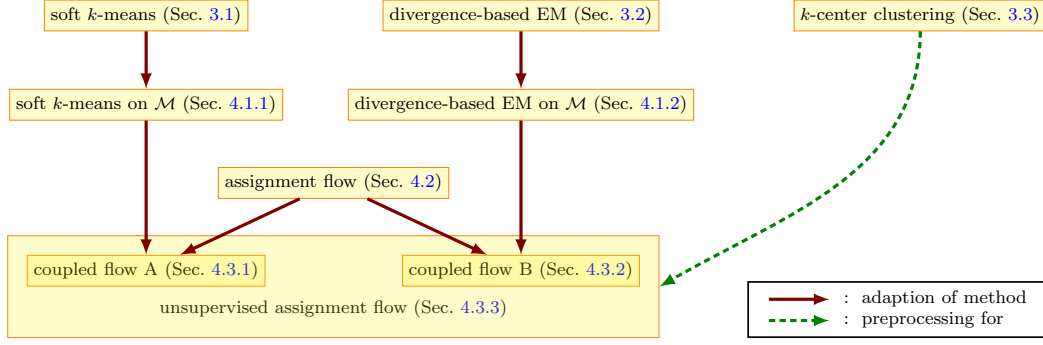 soft k-means (Sec. 3.1)
divergence-based EM (Sec. 3.2)
k-center clustering (Sec. 3.3)
soft k-means on ℳ (Sec. 4.1.1)
divergence-based EM on ℳ (Sec. 4.1.2)
assignment flow (Sec. 4.2)
coupled flow A (Sec. 4.3.1)
coupled flow B (Sec. 4.3.2)
unsupervised assignment flow (Sec. 4.3.3)
: adaption of method
: preprocessing for